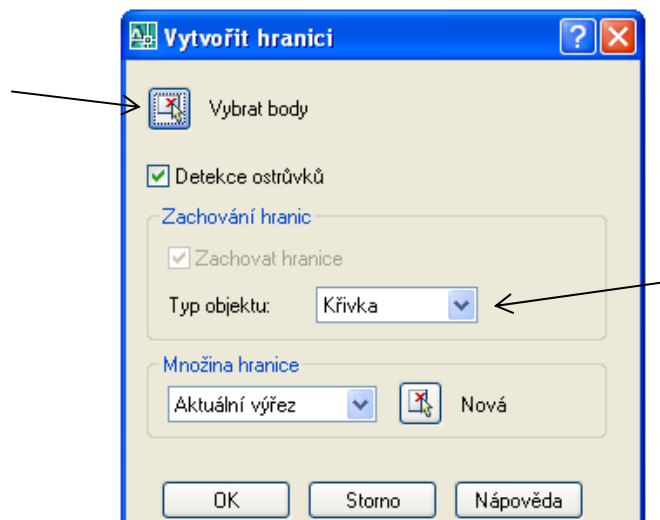 Vytvořit hranici
Vybrat body
Detekce ostrůvků
Zachování hranic
Zachovat hranice
Typ objektu: Křivka
Množina hranice
Aktuální výřez Nová
OK Storno Nápověda